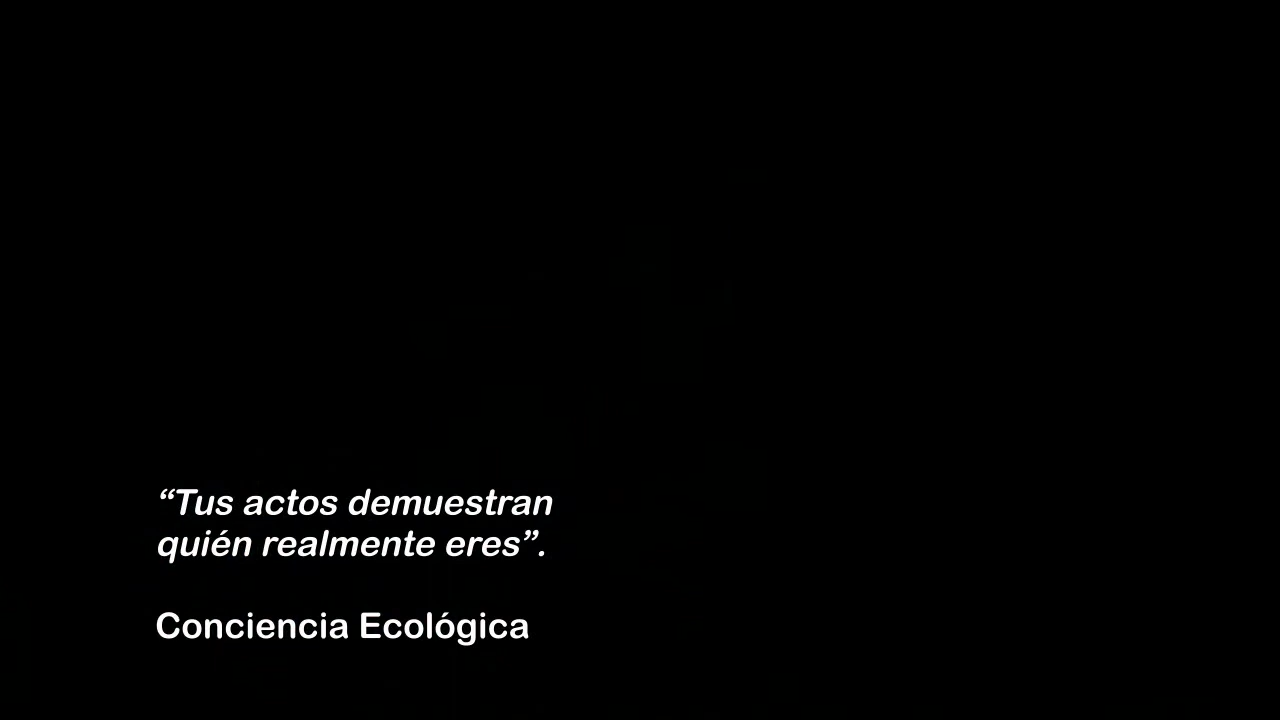 “Tus actos demuestran
quién realmente eres”.
Conciencia Ecológica